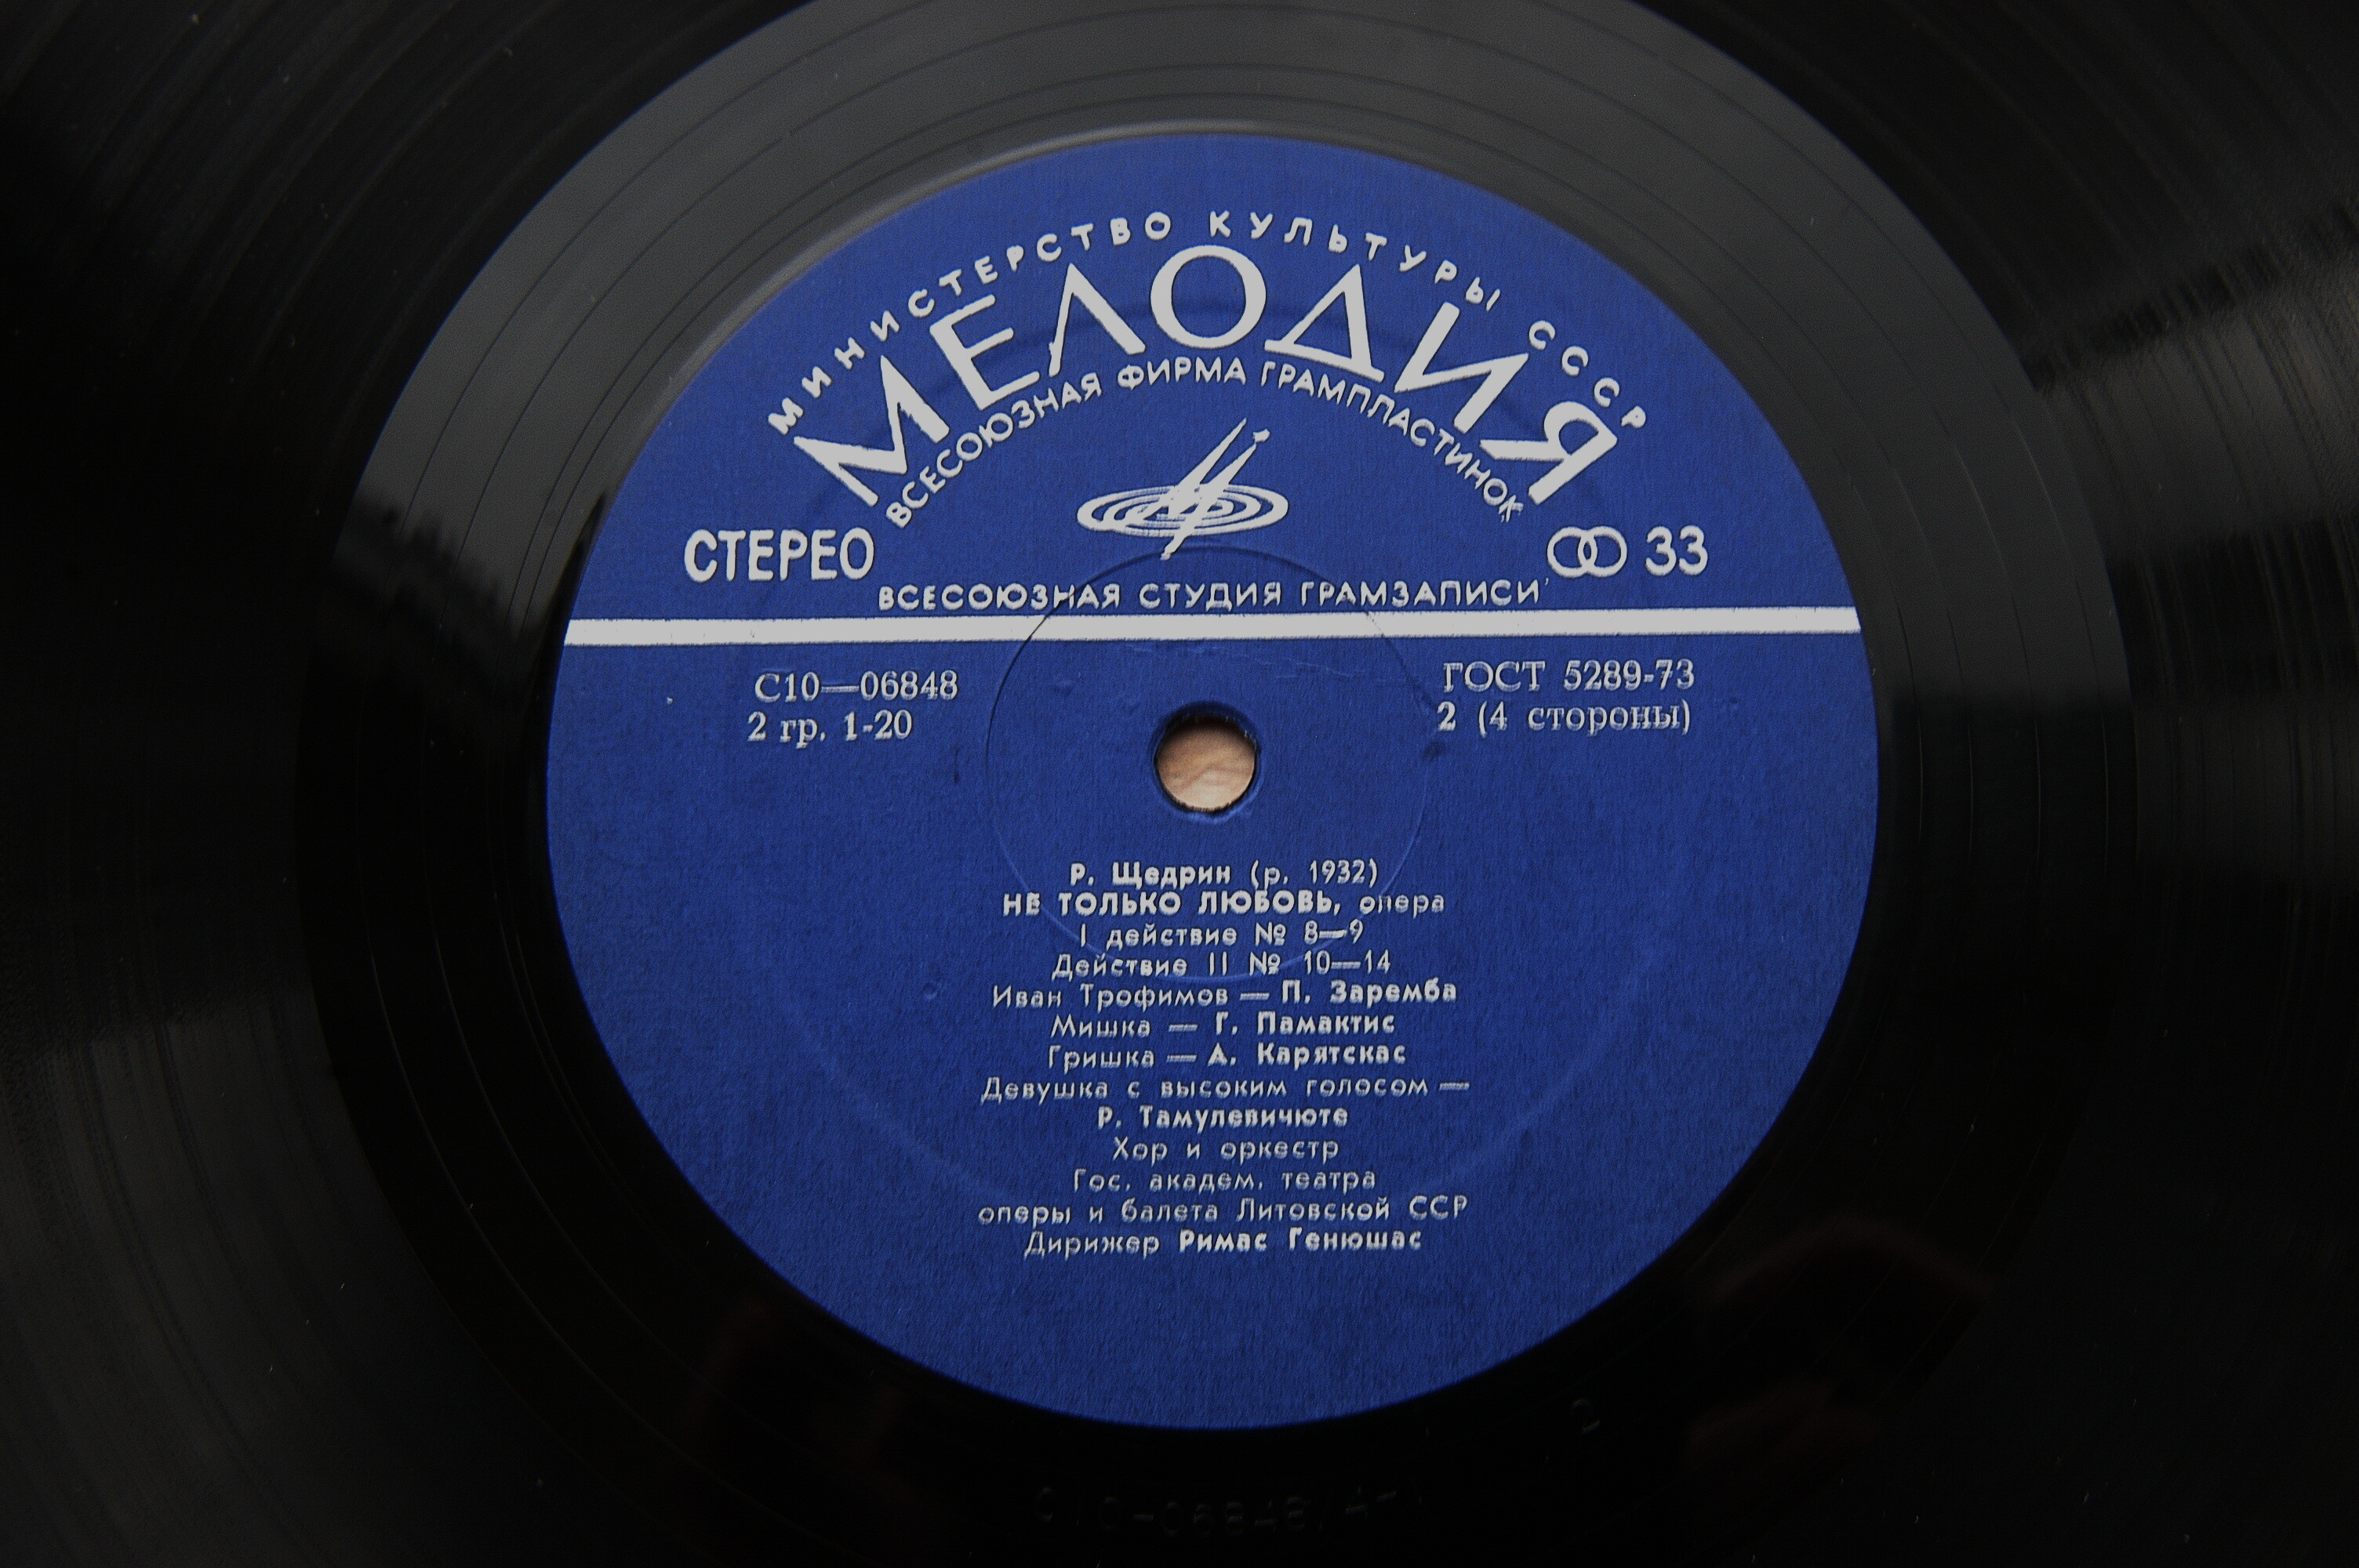 МИНИСТЕРСТВО КУЛЬТУРЫ СССР
МЕЛОДИЯ
ВСЕСОЮЗНАЯ ФИРМА ГРАМПЛАСТИНОК
СТЕРЕО
33
ВСЕСОЮЗНАЯ СТУДИЯ ГРАМЗАПИСИ
С10—06848
ГОСТ 5289-73
2 гр. 1-20
2 (4 стороны)
Р. Щедрин (р. 1932)
НЕ ТОЛЬКО ЛЮБОВЬ, опера
I действие № 8—9
Действие II № 10—14
Иван Трофимов — П. Заремба
Мишка — Г. Памактис
Гришка — А. Карятскас
Девушка с высоким голосом —
Р. Тамулевичюте
Хор и оркестр
Гос. академ. театра
оперы и балета Литовской ССР
Дирижер Римас Генюшас
2